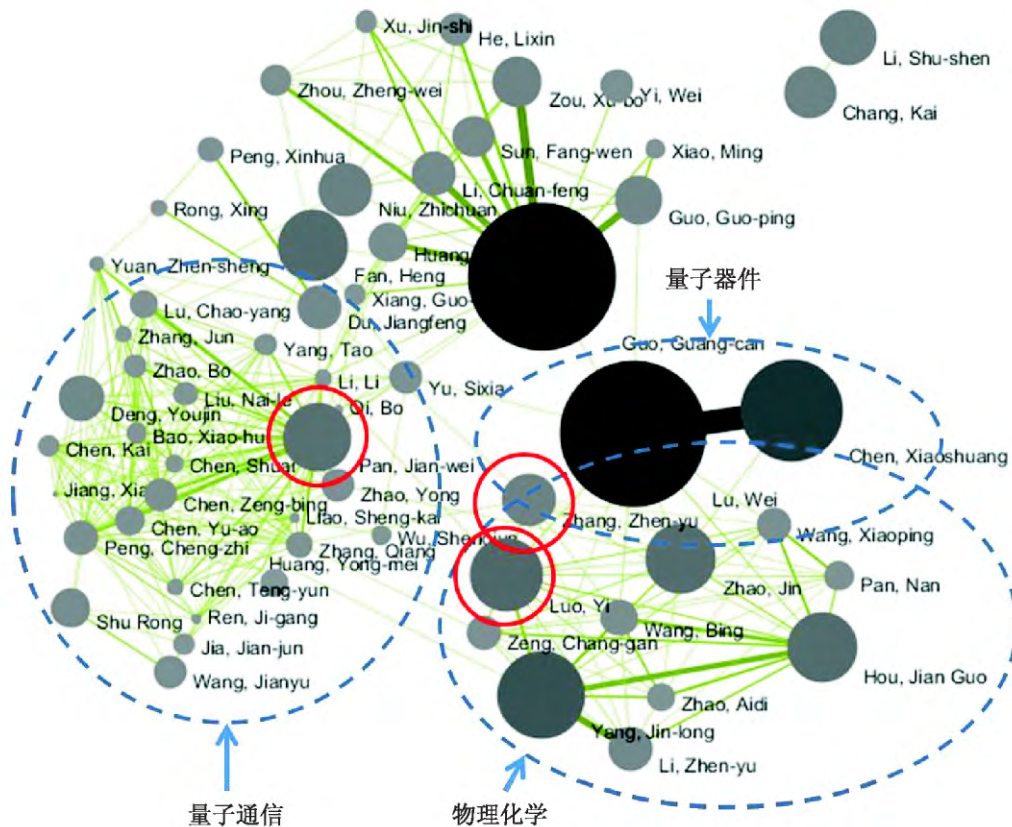 Xu, Jin-shi
He, Lixin
Li, Shu-shen
Zhou, Zheng-wei
Zou, Xu-bo
Yi, Wei
Chang, Kai
Sun, Fang-wen
Xiao, Ming
Peng, Xinhua
Li, Chuan-feng
Niu, Zhichuan
Rong, Xing
Guo, Guo-ping
Huang
Yuan, Zhen-sheng
Fan, Heng
量子器件
Lu, Chao-yang
Xiang, Guo-
Du, Jiangfeng
Zhang, Jun
Yang, Tao
Guo, Guang-can
Zhao, Bo
Li, Li
Yu, Sixia
Liu, Nai-le
Qi, Bo
Deng, Youjin
Bao, Xiao-hu
Chen, Kai
Chen, Xiaoshuang
Chen, Shuai
Pan, Jian-wei
Jiang, Xia
Zhao, Yong
Lu, Wei
Chen, Zeng-bing
Liao, Sheng-kai
Zhang, Zhen-yu
Chen, Yu-ao
Wu, Shenjun
Wang, Xiaoping
Peng, Cheng-zhi
Zhang, Qiang
Huang, Yong-mei
Zhao, Jin
Pan, Nan
Chen, Teng-yun
Luo, Yi
Shu Rong
Ren, Ji-gang
Wang, Bing
Zeng, Chang-gan
Jia, Jian-jun
Hou, Jian Guo
Wang, Jianyu
Zhao, Aidi
Yang, Jin-long
Li, Zhen-yu
量子通信
物理化学